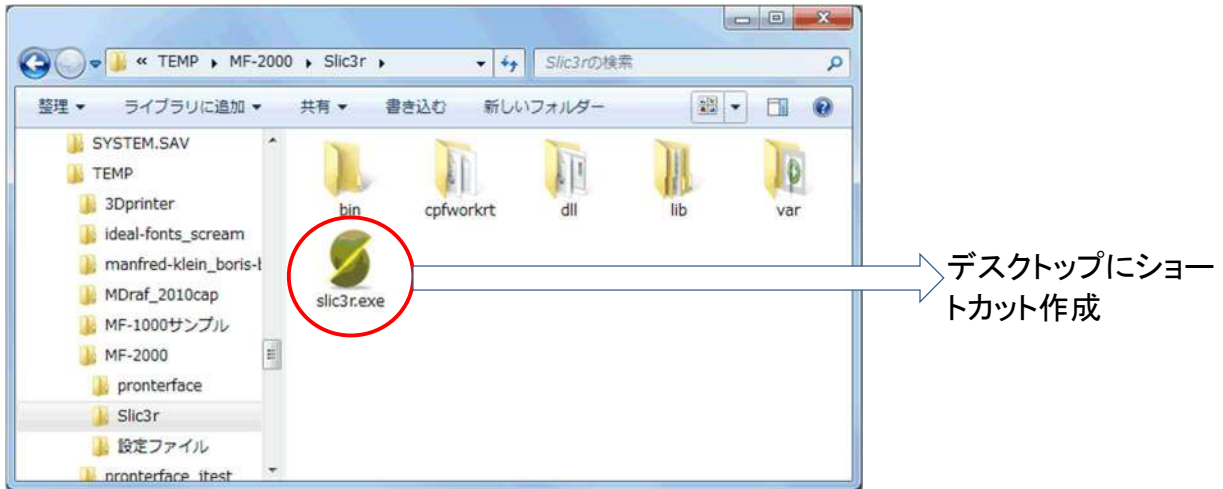 « TEMP ▸ MF-2000 ▸ Slic3r ▸
Slic3rの検索
整理 ライブラリに追加 共有 書き込む 新しいフォルダー
SYSTEM.SAV
TEMP
3Dprinter
ideal-fonts_scream
manfred-klein_boris-
MDraf_2010cap
MF-1000サンプル
MF-2000
pronterface
Slic3r
設定ファイル
pronterface_itest
bin cpfworkrt dll lib var
slic3r.exe
デスクトップにショー
トカット作成